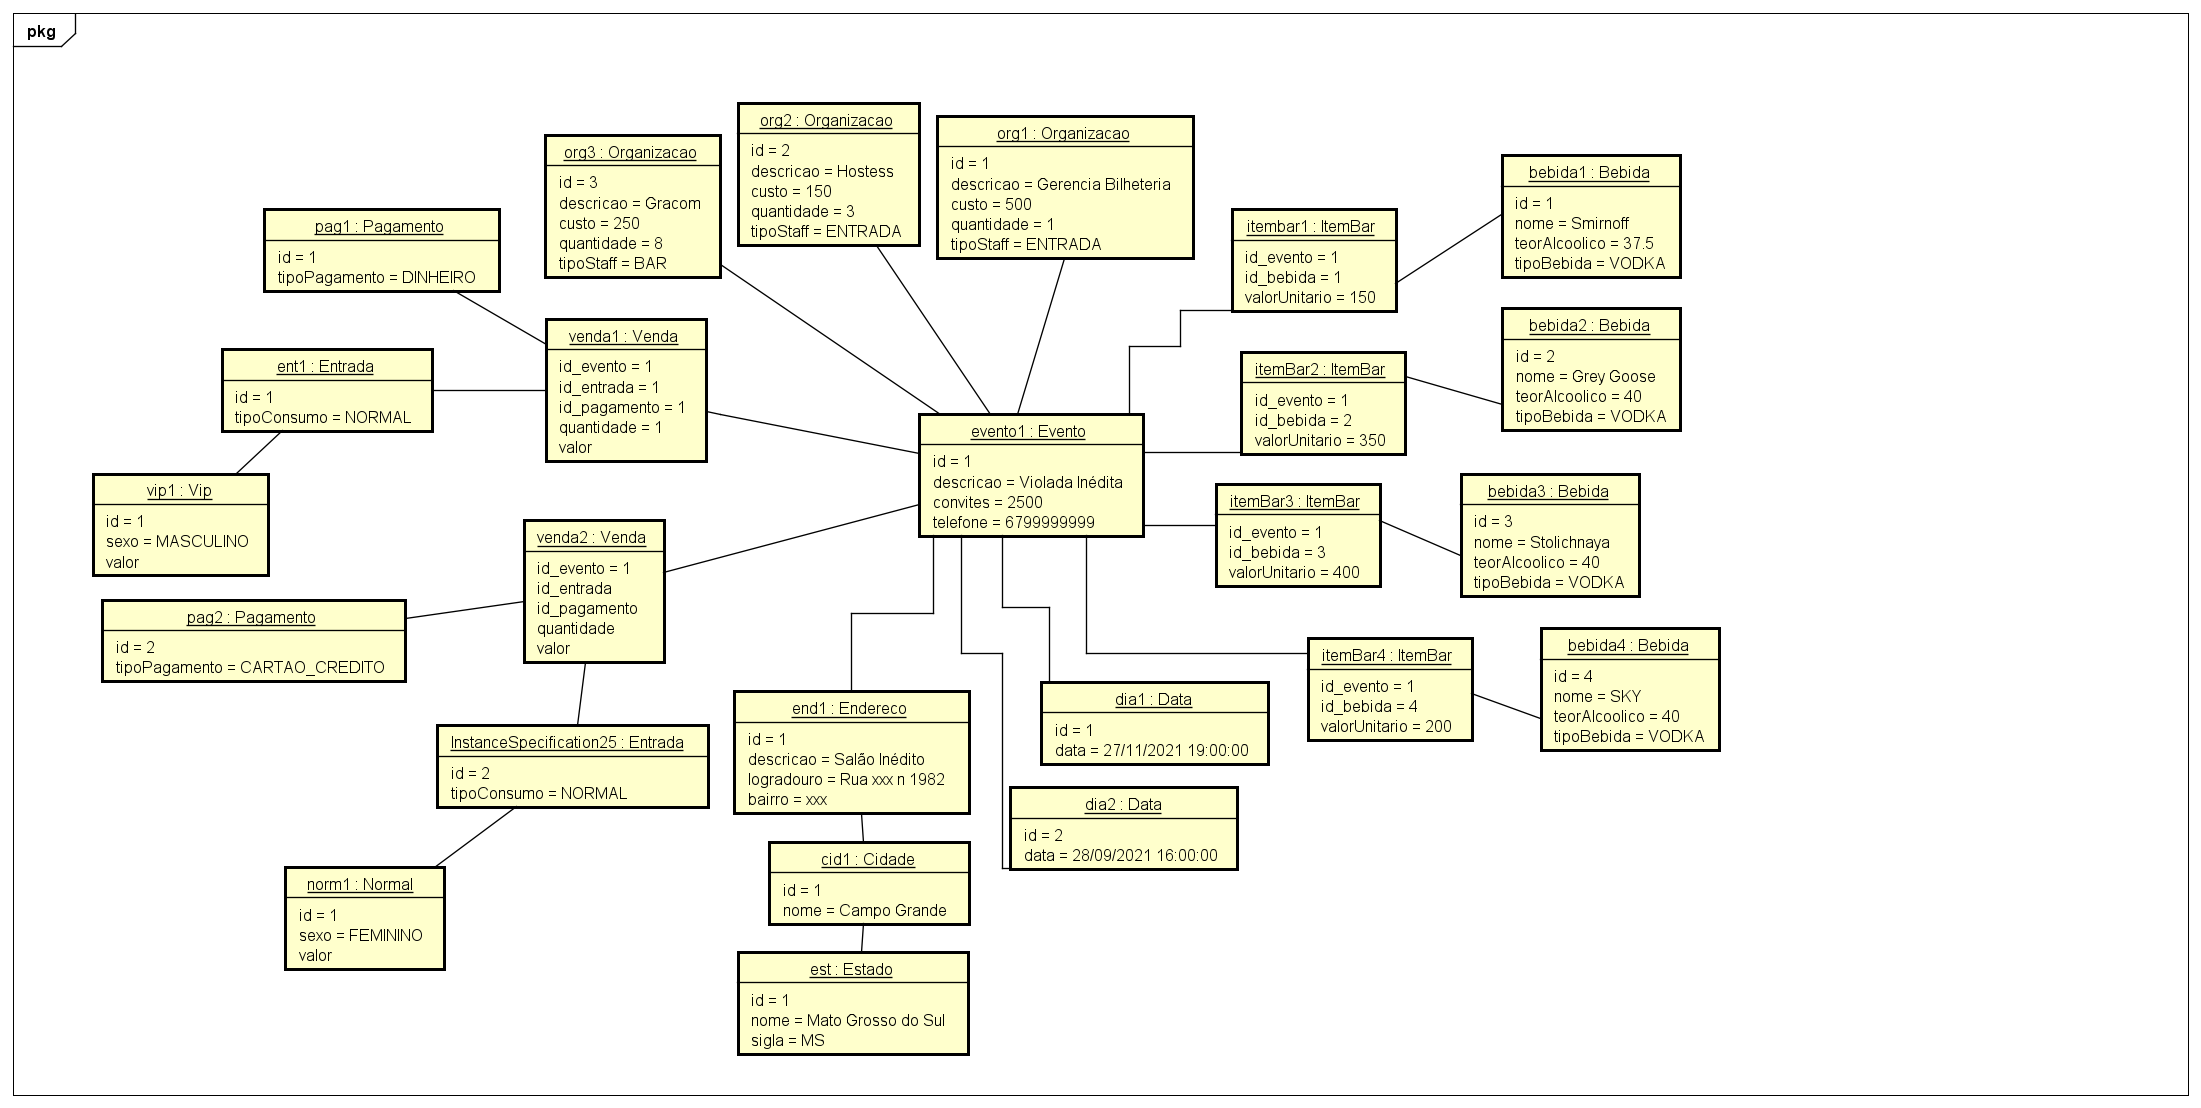 pkg
org2 : Organizacao
id = 2
descricao = Hostess
custo = 150
quantidade = 3
tipoStaff = ENTRADA
org1 : Organizacao
id = 1
descricao = Gerencia Bilheteria
custo = 500
quantidade = 1
tipoStaff = ENTRADA
org3 : Organizacao
id = 3
descricao = Gracom
custo = 250
quantidade = 8
tipoStaff = BAR
bebida1 : Bebida
id = 1
nome = Smirnoff
teorAlcoolico = 37.5
tipoBebida = VODKA
pag1 : Pagamento
id = 1
tipoPagamento = DINHEIRO
itembar1 : ItemBar
id_evento = 1
id_bebida = 1
valorUnitario = 150
bebida2 : Bebida
id = 2
nome = Grey Goose
teorAlcoolico = 40
tipoBebida = VODKA
venda1 : Venda
id_evento = 1
id_entrada = 1
id_pagamento = 1
quantidade = 1
valor
ent1 : Entrada
id = 1
tipoConsumo = NORMAL
itemBar2 : ItemBar
id_evento = 1
id_bebida = 2
valorUnitario = 350
evento1 : Evento
id = 1
descricao = Violada Inédita
convites = 2500
telefone = 6799999999
vip1 : Vip
id = 1
sexo = MASCULINO
valor
bebida3 : Bebida
id = 3
nome = Stolichnaya
teorAlcoolico = 40
tipoBebida = VODKA
itemBar3 : ItemBar
id_evento = 1
id_bebida = 3
valorUnitario = 400
venda2 : Venda
id_evento = 1
id_entrada
id_pagamento
quantidade
valor
pag2 : Pagamento
id = 2
tipoPagamento = CARTAO_CREDITO
bebida4 : Bebida
id = 4
nome = SKY
teorAlcoolico = 40
tipoBebida = VODKA
itemBar4 : ItemBar
id_evento = 1
id_bebida = 4
valorUnitario = 200
dia1 : Data
id = 1
data = 27/11/2021 19:00:00
end1 : Endereco
id = 1
descricao = Salão Inédito
logradouro = Rua xxx n 1982
bairro = xxx
InstanceSpecification25 : Entrada
id = 2
tipoConsumo = NORMAL
dia2 : Data
id = 2
data = 28/09/2021 16:00:00
cid1 : Cidade
id = 1
nome = Campo Grande
norm1 : Normal
id = 1
sexo = FEMININO
valor
est : Estado
id = 1
nome = Mato Grosso do Sul
sigla = MS